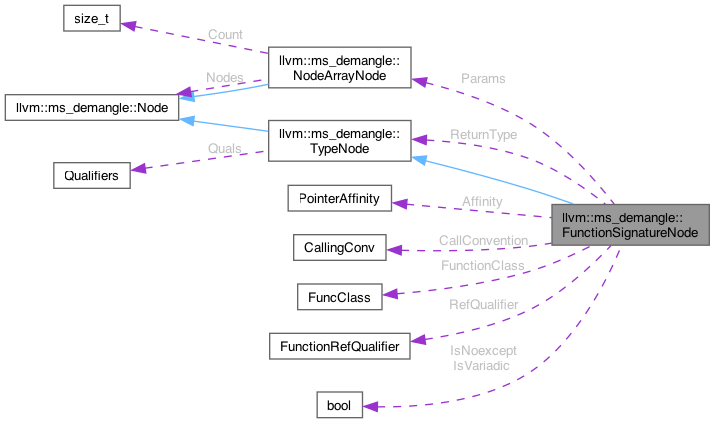 size_t
Count
llvm::ms_demangle::
NodeArrayNode
Params
Nodes
llvm::ms_demangle::Node
llvm::ms_demangle::
TypeNode
ReturnType
Quals
Qualifiers
PointerAffinity
Affinity
llvm::ms_demangle::
FunctionSignatureNode
CallingConv
CallConvention
FunctionClass
FuncClass
RefQualifier
FunctionRefQualifier
IsNoexcept
IsVariadic
bool